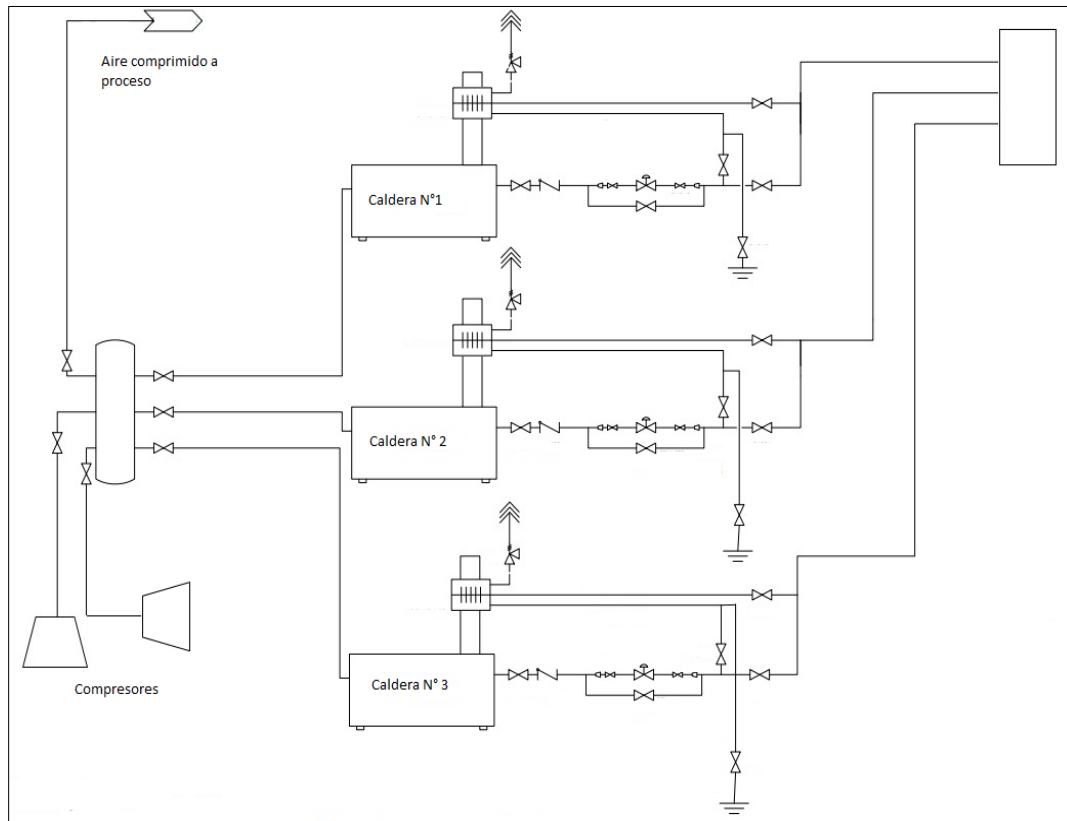 Aire comprimido a
proceso
Caldera N°1
Caldera N° 2
Caldera N° 3
Compresores